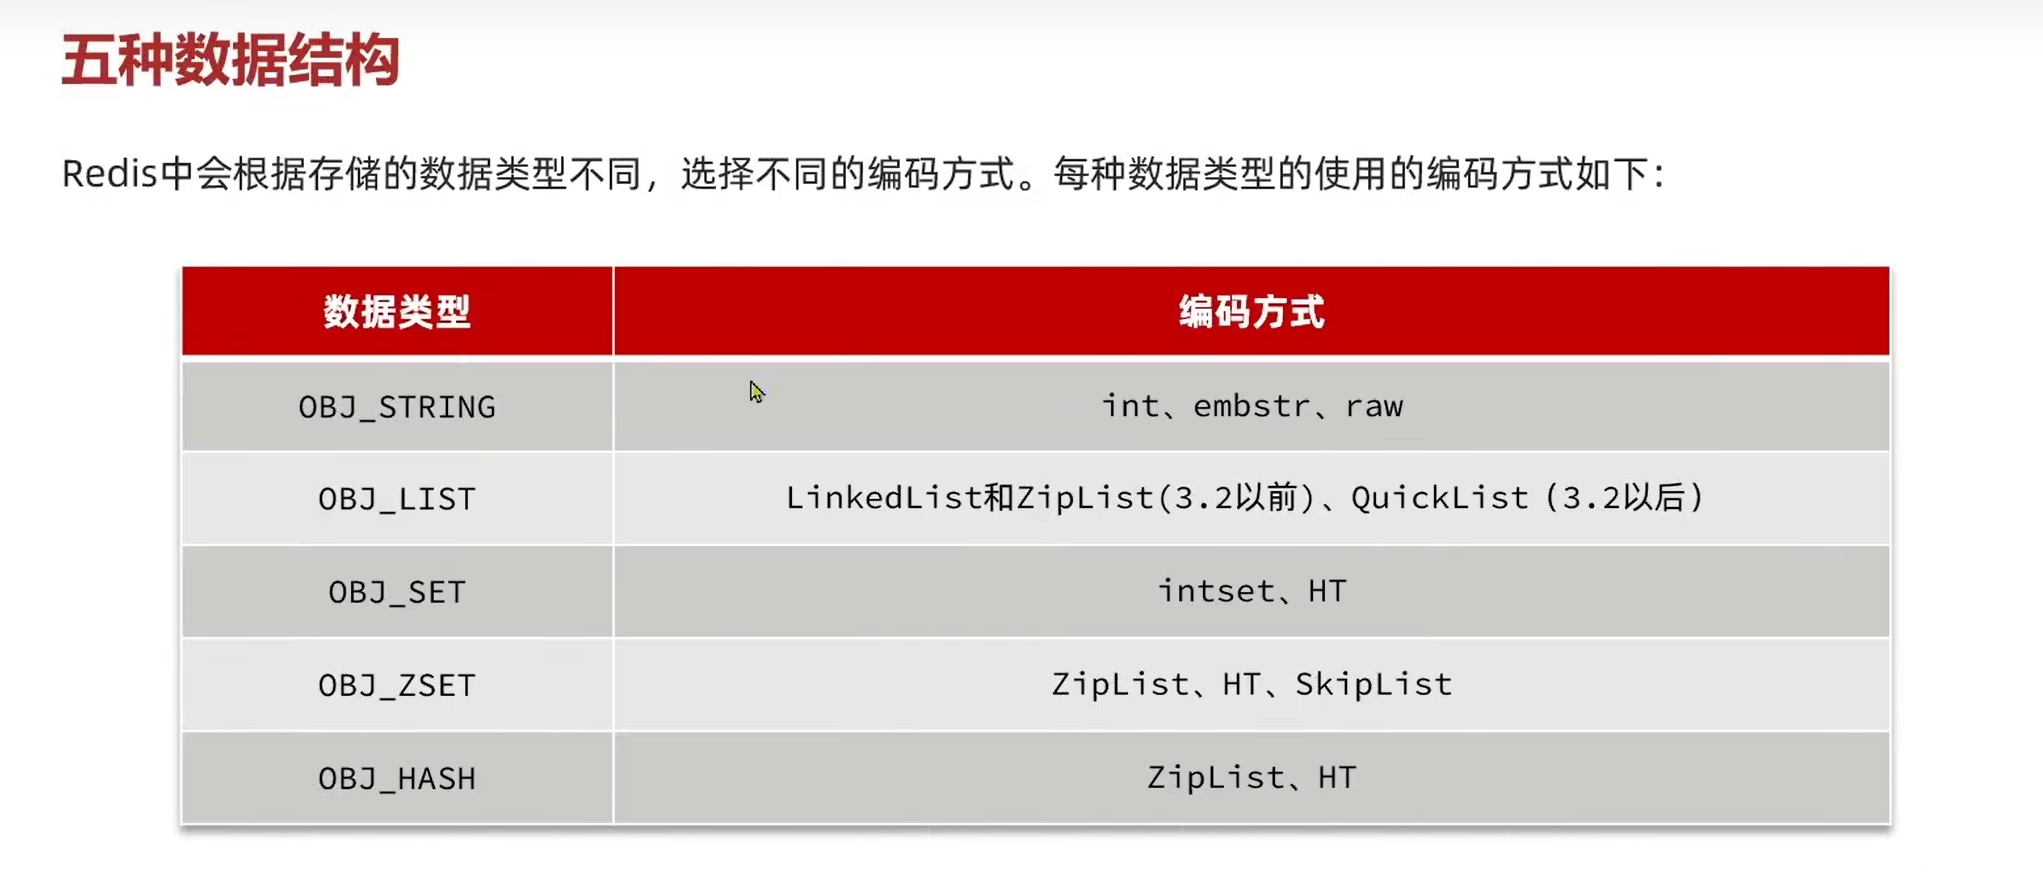 五种数据结构
Redis中会根据存储的数据类型不同，选择不同的编码方式。每种数据类型的使用的编码方式如下：
数据类型 编码方式
OBJ_STRING int、embstr、raw
OBJ_LIST LinkedList和ZipList(3.2以前)、QuickList（3.2以后）
OBJ_SET intset、HT
OBJ_ZSET ZipList、HT、SkipList
OBJ_HASH ZipList、HT